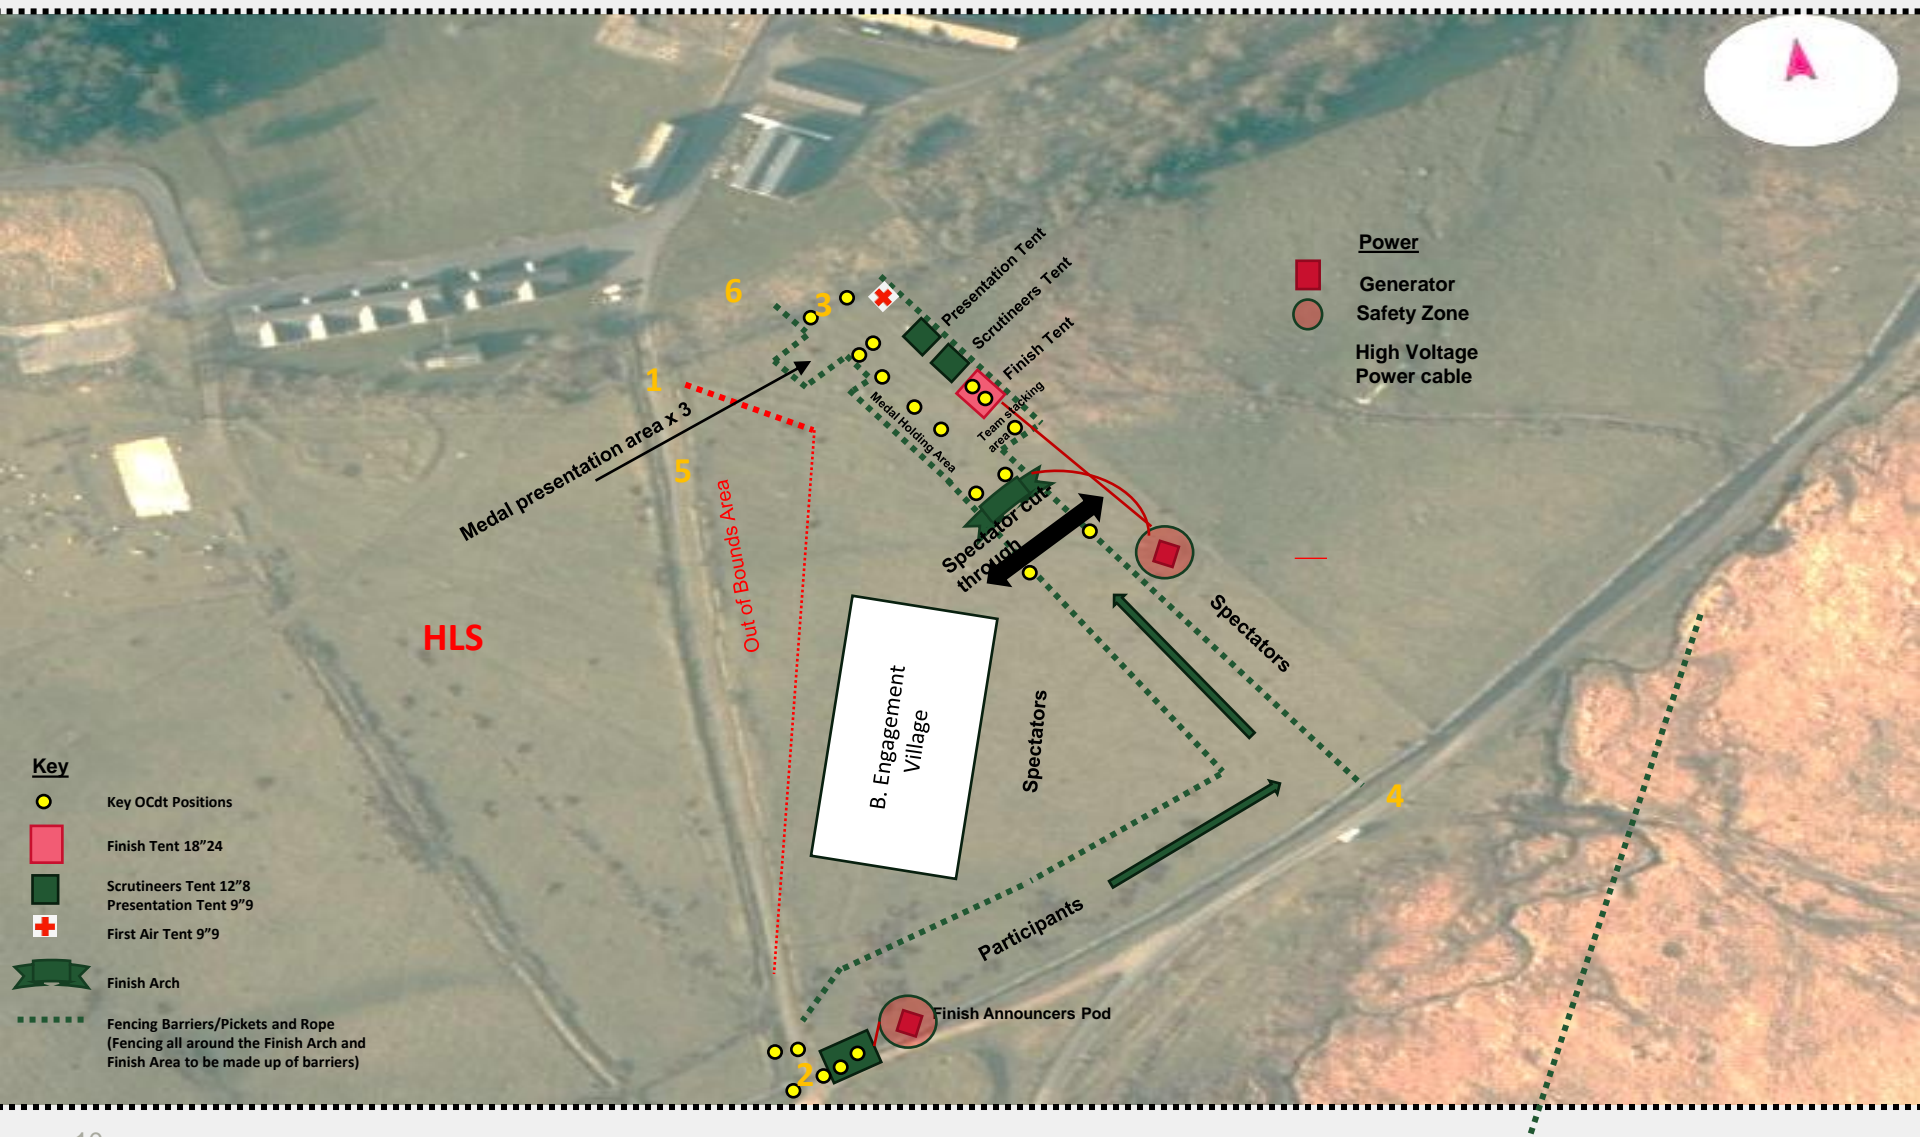 Power
Generator
Safety Zone
High Voltage
Power cable
Presentation Tent
Scrutineers Tent
Finish Tent
Team stacking
area
Medal Holding Area
6
3
1
5
Medal presentation area x 3
Out of Bounds Area
Spectator cut-
through
HLS
B. Engagement
Village
Spectators
Spectators
4
Participants
Finish Announcers Pod
2
Key
Key OCdt Positions
Finish Tent 18”24
Scrutineers Tent 12”8
Presentation Tent 9”9
First Air Tent 9”9
Finish Arch
Fencing Barriers/Pickets and Rope
(Fencing all around the Finish Arch and
Finish Area to be made up of barriers)